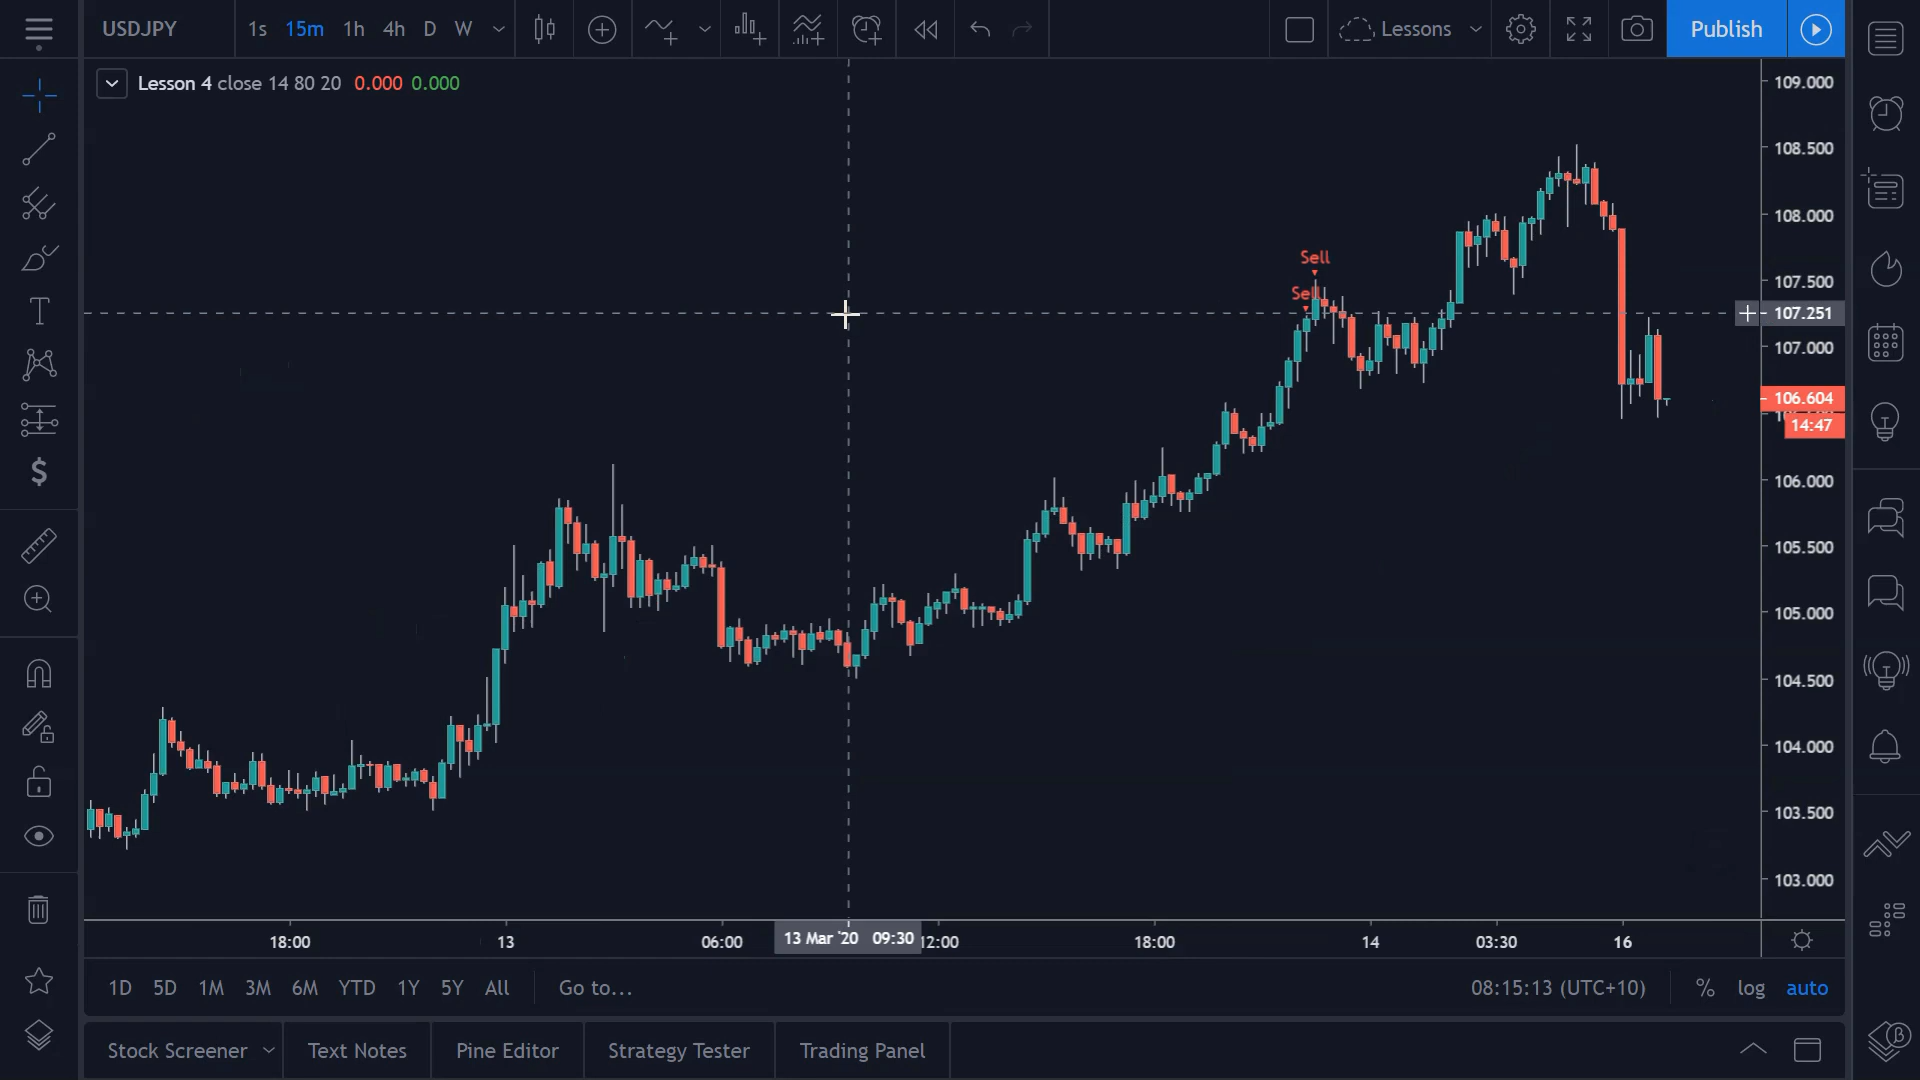 USDJPY
1s 15m 1h 4h D W
Lessons
Publish
Lesson 4 close 14 80 20 0.000 0.000
109.000
108.500
108.000
Sell
107.500
Sell
107.251
107.000
106.604
14:47
106.000
105.500
105.000
104.500
104.000
103.500
103.000
18:00 13 06:00 13 Mar '20 09:30 12:00 18:00 14 03:30 16
1D 5D 1M 3M 6M YTD 1Y 5Y All Go to... 08:15:13 (UTC+10) % log auto
Stock Screener Text Notes Pine Editor Strategy Tester Trading Panel